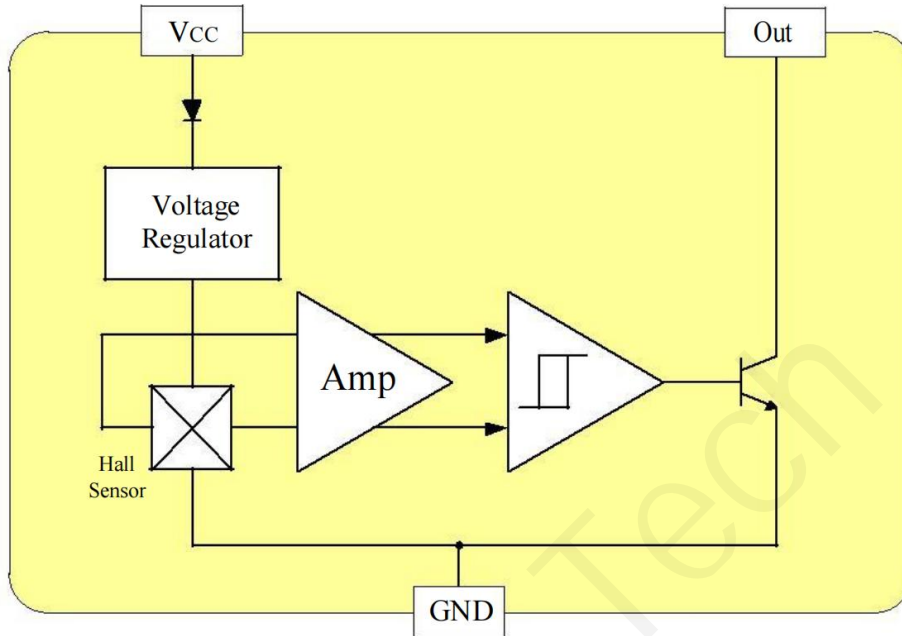 VCC
Out
Voltage
Regulator
Amp
Hall
Sensor
GND
Tech